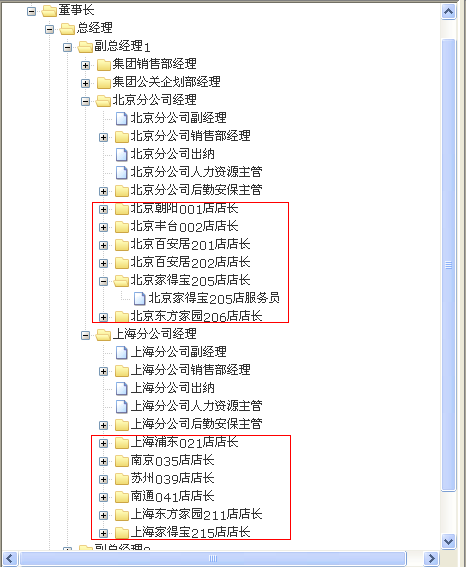 董事长
总经理
副总经理1
集团销售部经理
集团公关企划部经理
北京分公司经理
北京分公司副经理
北京分公司销售部经理
北京分公司出纳
北京分公司人力资源主管
北京分公司后勤安保主管
北京朝阳001店店长
北京丰台002店店长
北京百安居201店店长
北京百安居202店店长
北京家得宝205店店长
北京家得宝205店服务员
北京东方家园206店店长
上海分公司经理
上海分公司副经理
上海分公司销售部经理
上海分公司出纳
上海分公司人力资源主管
上海分公司后勤安保主管
上海浦东021店店长
南京035店店长
苏州039店店长
南通041店店长
上海东方家园211店店长
上海家得宝215店店长
副总经理2